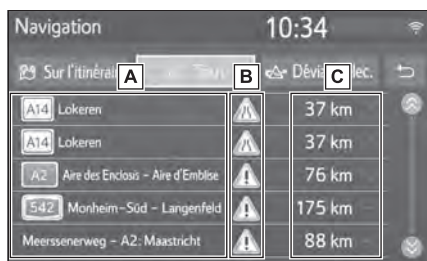 Navigation 10:34
Sur l'itinérai A B Dévia C lec.
A14 Lokeren 37 km
A14 Lokeren 37 km
A2 Aire des Enclosis - Aire d'Emblise 76 km
542 Monheim-Süd - Langenfeld 175 km
Meerssenerweg - A2: Maastricht 88 km